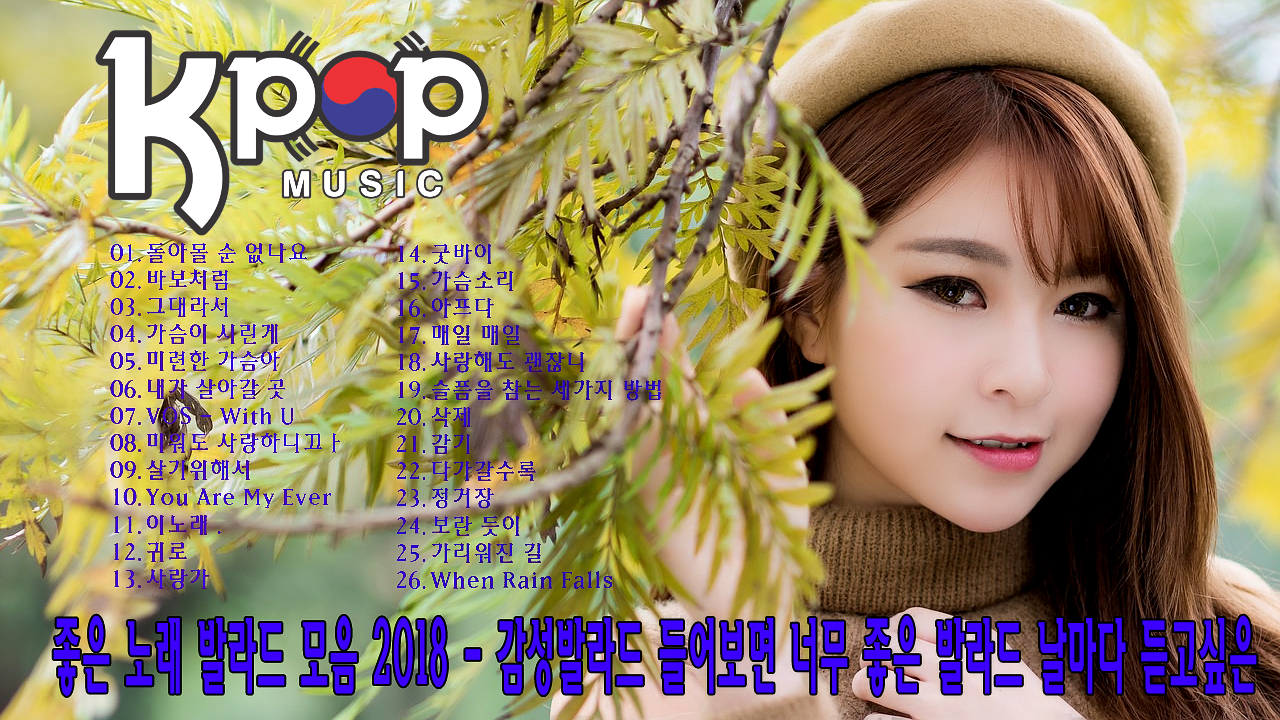 Kpop
MUSIC
01.돌아올 순 없나요
02.바보처럼
03.그대라서
04.가슴이 시린게
05.미련한 가슴아
06.내가 살아갈 곳
07.VOS - With U
08.미워도 사랑하니끄ㅏ
09.살기위해서
10.You Are My Ever
11.이노래 .
12.귀로
13.사랑가
14.굿바이
15.가슴소리
16.아프다
17.매일 매일
18.사랑해도 괜찮니
19.슬픔을 참는 세가지 방법
20.삭제
21.감기
22.다가갈수록
23.정거장
24.보란 듯이
25.가리워진 길
26.When Rain Falls
좋은 노래 발라드 모음 2018 - 감성발라드 들어보면 너무 좋은 발라드 날마다 듣고싶은